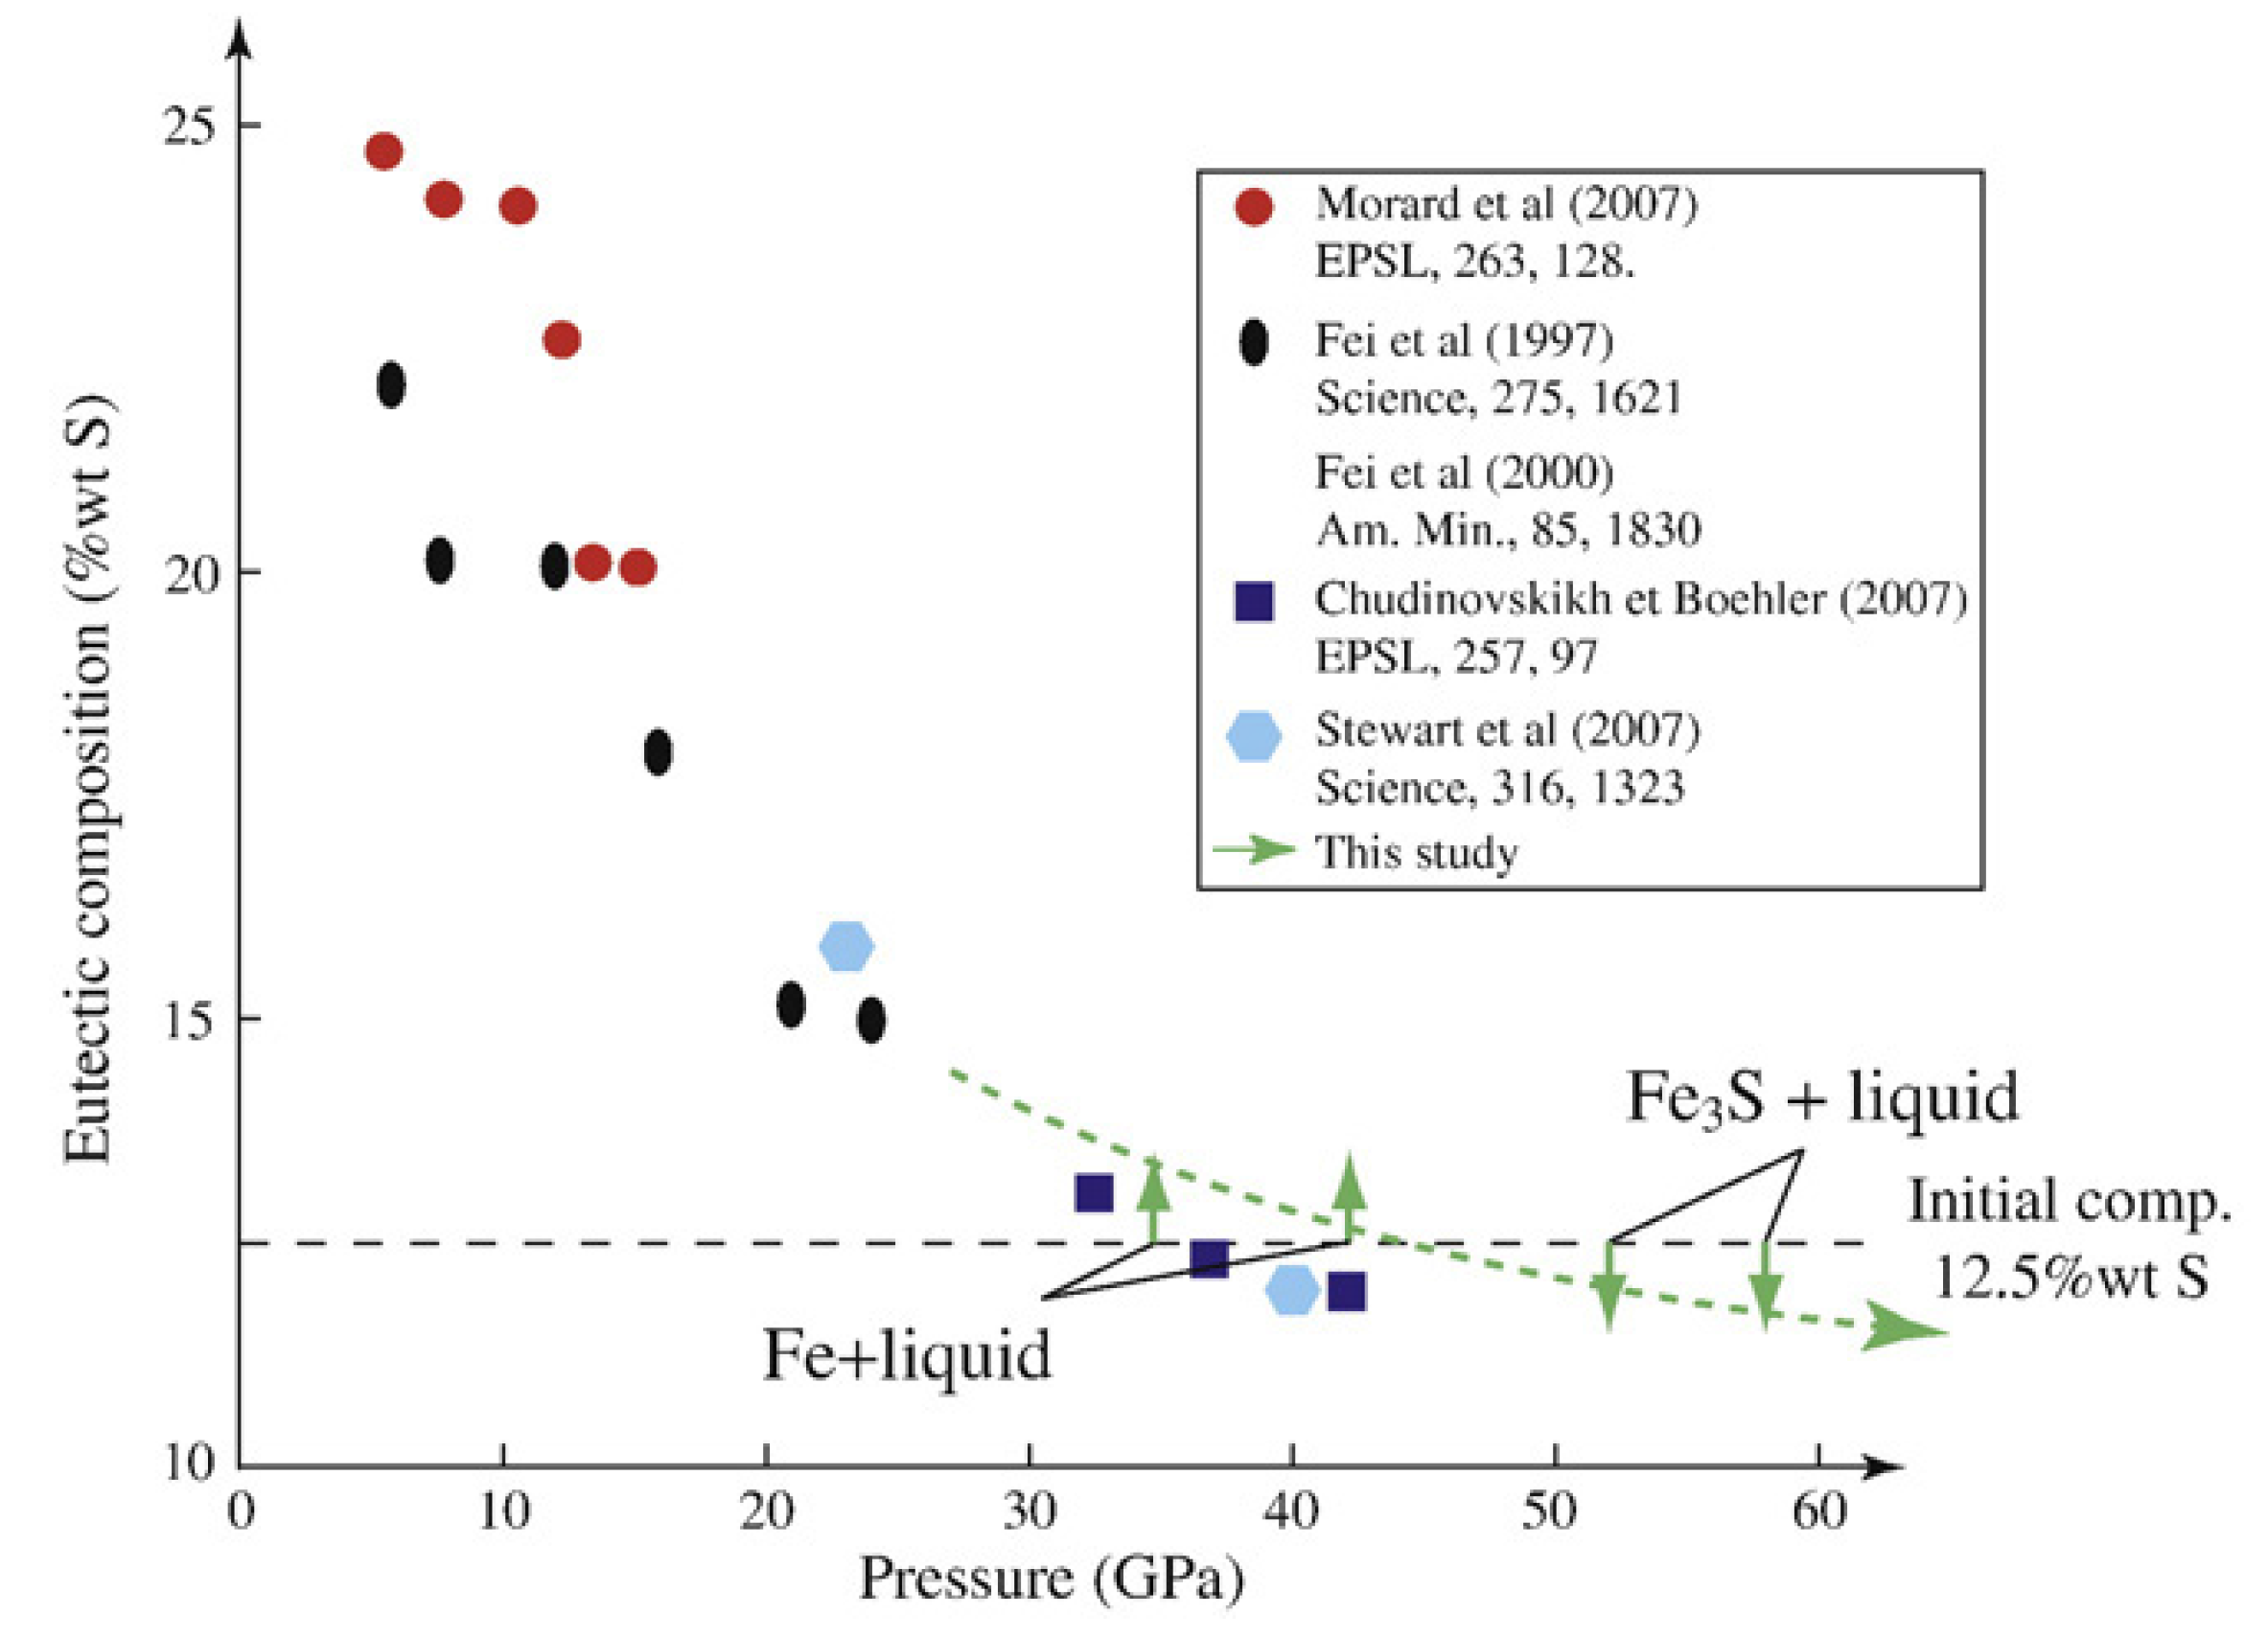 Eutectic composition (%wt S)
25
20
15
10
Morard et al (2007)
EPSL, 263, 128.
Fei et al (1997)
Science, 275, 1621
Fei et al (2000)
Am. Min., 85, 1830
Chudinovskikh et Boehler (2007)
EPSL, 257, 97
Stewart et al (2007)
Science, 316, 1323
This study
Fe₃S + liquid
Initial comp.
12.5%wt S
Fe+liquid
0 10 20 30 40 50 60
Pressure (GPa)